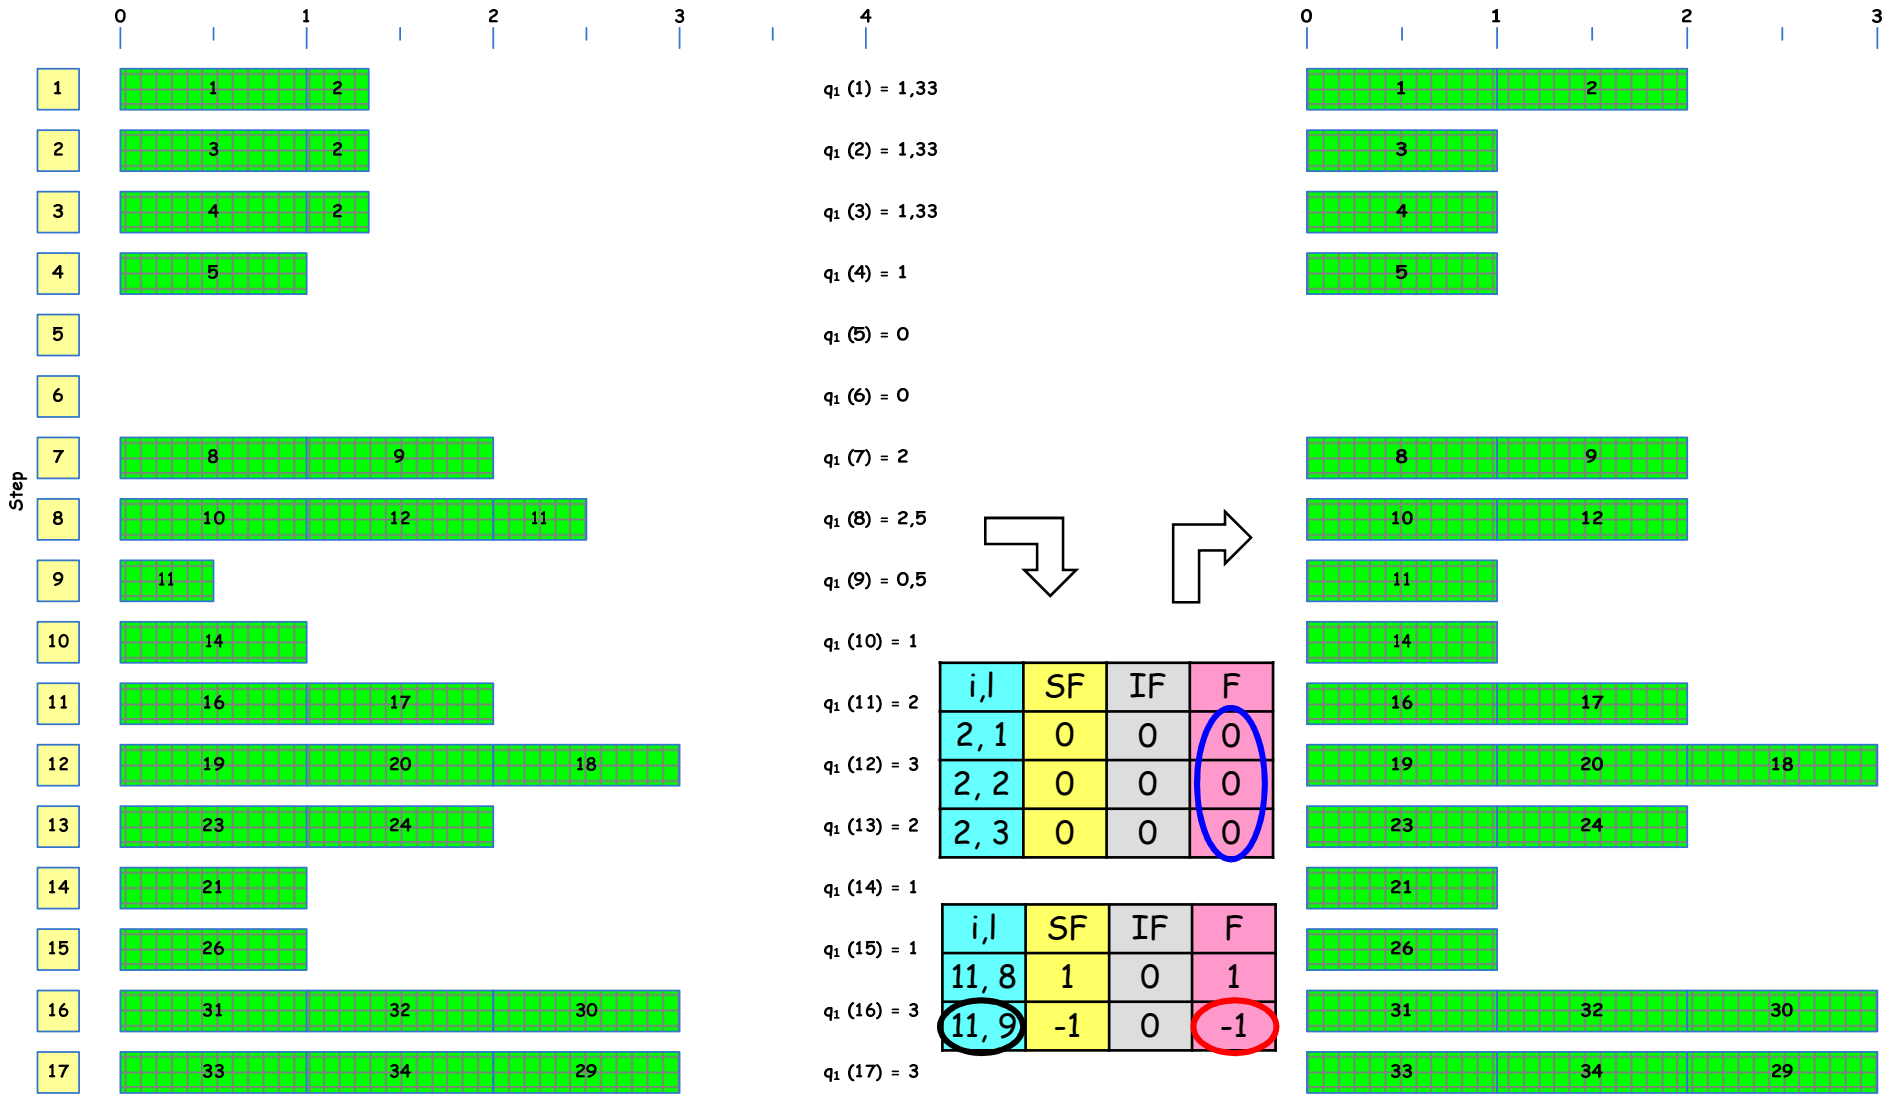 0 1 2 3 4 0 1 2 3
Step
1 1 2 q₁ (1) = 1,33 1 2
2 3 2 q₁ (2) = 1,33 3
3 4 2 q₁ (3) = 1,33 4
4 5 q₁ (4) = 1 5
5 q₁ (5) = 0
6 q₁ (6) = 0
7 8 9 q₁ (7) = 2 8 9
8 10 12 11 q₁ (8) = 2,5 10 12
9 11 q₁ (9) = 0,5 11
10 14 q₁ (10) = 1 14
11 16 17 q₁ (11) = 2 16 17
12 19 20 18 q₁ (12) = 3 19 20 18
13 23 24 q₁ (13) = 2 23 24
14 21 q₁ (14) = 1 21
15 26 q₁ (15) = 1 26
16 31 32 30 q₁ (16) = 3 31 32 30
17 33 34 29 q₁ (17) = 3 33 34 29
i,l SF IF F
2, 1 0 0 0
2, 2 0 0 0
2, 3 0 0 0
i,l SF IF F
11, 8 1 0 1
11, 9 -1 0 -1